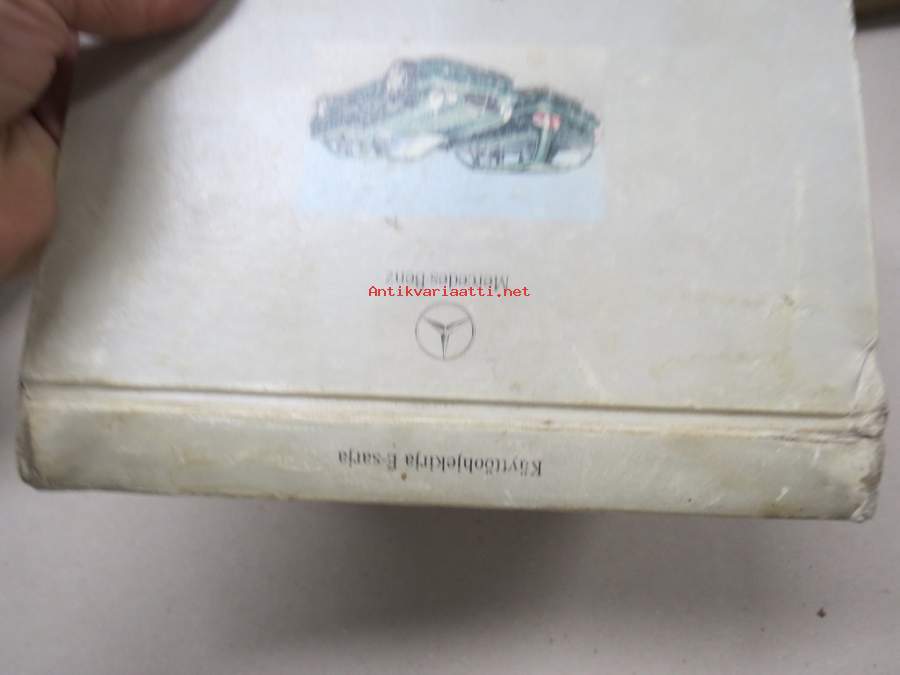 Mercedes-Benz
Antikvariaatti.net
Käyttöohjekirja E-sarja